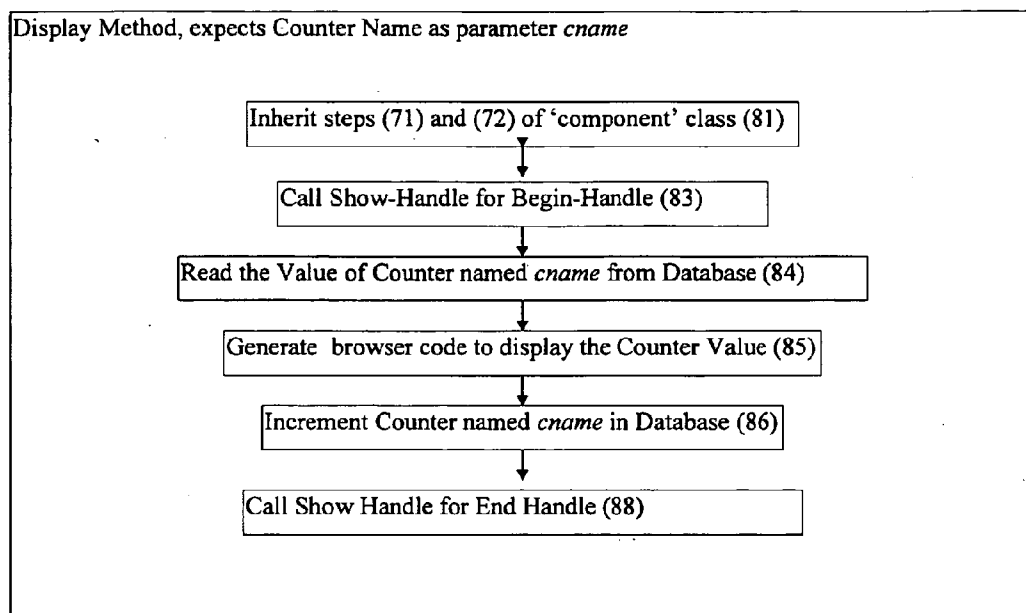 Display Method, expects Counter Name as parameter cname
Inherit steps (71) and (72) of ‘component’ class (81)
Call Show-Handle for Begin-Handle (83)
Read the Value of Counter named cname from Database (84)
Generate browser code to display the Counter Value (85)
Increment Counter named cname in Database (86)
Call Show Handle for End Handle (88)